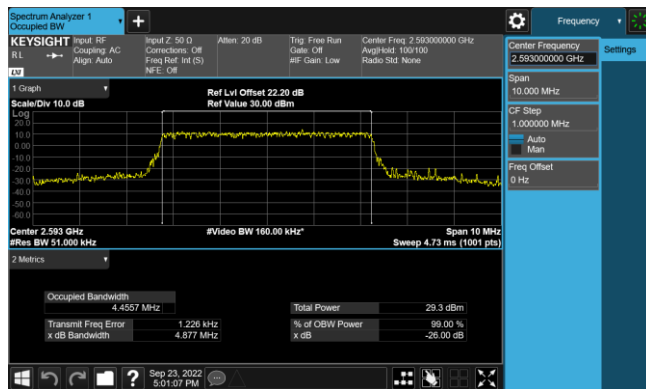 Spectrum Analyzer 1
Occupied BW
Frequency
KEYSIGHT
Input: RF
Input Z: 50 Ω
Atten: 20 dB
Trig: Free Run
Center Freq: 2.593000000 GHz
R L
Coupling: AC
Corrections: Off
Gate: Off
Avg|Hold: 100/100
Align: Auto
Freq Ref: Int (S)
#IF Gain: Low
Radio Std: None
NFE: Off
LXI
Center Frequency
2.593000000 GHz
Settings
Span
10.000 MHz
CF Step
1.000000 MHz
Auto
Man
Freq Offset
0 Hz
1 Graph
Ref Lvl Offset 22.20 dB
Scale/Div 10.0 dB
Ref Value 30.00 dBm
Log
20.0
10.0
0.00
-10.0
-20.0
-30.0
-40.0
-50.0
-60.0
Center 2.593 GHz
#Video BW 160.00 kHz*
Span 10 MHz
#Res BW 51.000 kHz
Sweep 4.73 ms (1001 pts)
2 Metrics
Occupied Bandwidth
4.4557 MHz
Total Power
29.3 dBm
Transmit Freq Error
1.226 kHz
% of OBW Power
99.00 %
x dB Bandwidth
4.877 MHz
x dB
-26.00 dB
?
Sep 23, 2022
5:01:07 PM